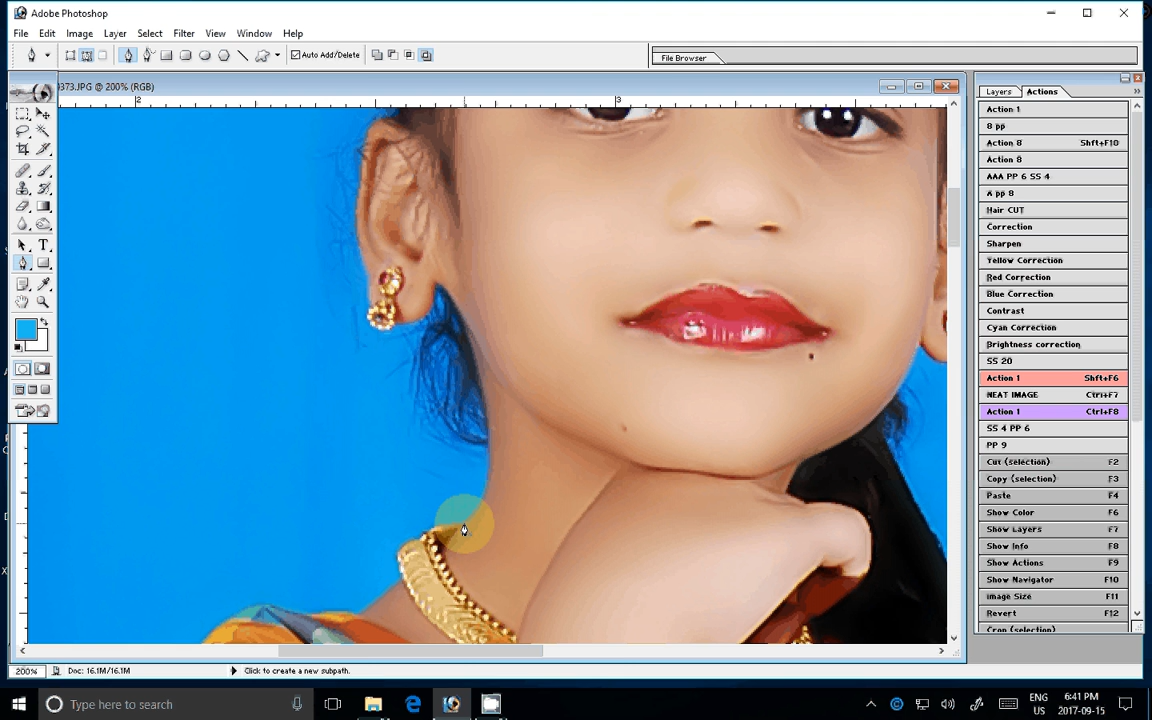 Adobe Photoshop
File Edit Image Layer Select Filter View Window Help
Auto Add/Delete
File Browser
373.JPG @ 200% (RGB)
2 3
Layers Actions
Action 1
8 pp
Action 8 Shft+F10
Action 8
AAA PP 6 SS 4
A pp 8
Hair CUT
Correction
Sharpen
Yellow Correction
Red Correction
Blue Correction
Contrast
Cyan Correction
Brightness correction
SS 20
Action 1 Shft+F6
NEAT IMAGE Ctrl+F7
Action 1 Ctrl+F8
SS 4 PP 6
PP 9
Cut (selection) F2
Copy (selection) F3
Paste F4
Show Color F6
Show Layers F7
Show Info F8
Show Actions F9
Show Navigator F10
Image Size F11
Revert F12
Crop (selection)
200% Doc: 16.1M/16.1M Click to create a new subpath.
Type here to search
ENG
US
6:41 PM
2017-09-15